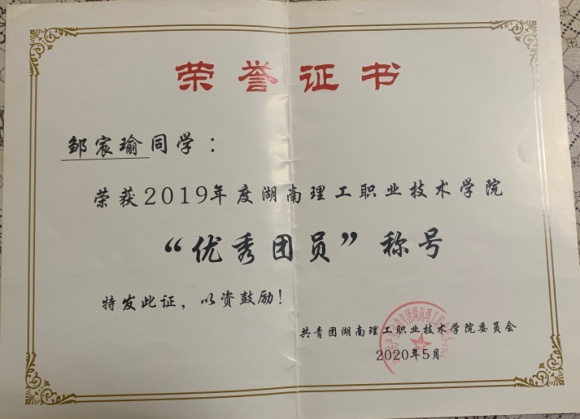 荣誉证书
邹宸瑜同学：
荣获2019年度湖南理工职业技术学院
“优秀团员”称号
特发此证，以资鼓励！
共青团湖南理工职业技术学院委员会
2020年5月